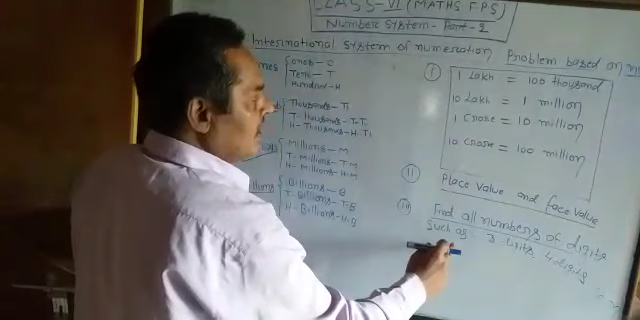 CLASS-VI (MATHS F.P.S)
Number System - Part-2
International system of numeration
Ones - O
Tens - T
Hundred - H
Thousands - Th
T-Thousands - T-Th
H-Thousands - H-Th
Millions - M
T-Millions - T-M
H-Millions - H-M
Billions - B
T-Billions - T-B
H-Billions - H-B
Problem based on
(I) 1 Lakh = 100 thousand
10 Lakh = 1 million
1 Crore = 10 million
10 crore = 100 million
(II) Place Value and face Value
(III) Find all numbers of digits
such as 3 digits 4 digits